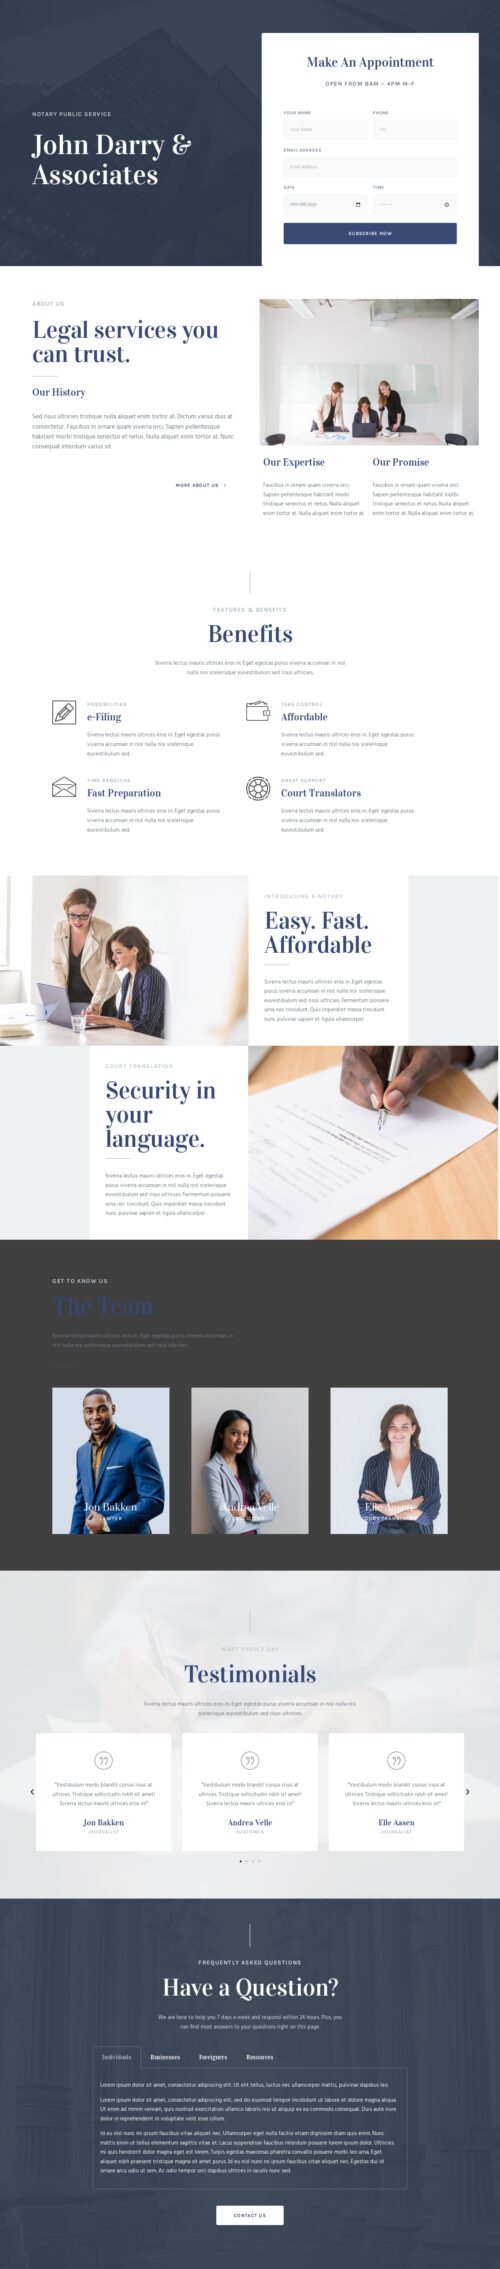 NOTARY PUBLIC SERVICE
John Darry &
Associates
Make An Appointment
OPEN FROM 8AM – 4PM M-F
YOUR NAME
PHONE
Your Name
Tel
EMAIL ADDRESS
Email Address
DATE
TIME
mm/dd/yyyy
--:-- --
SUBSCRIBE NOW
ABOUT US
Legal services you
can trust.
Our History
Sed risus ultricies tristique nulla aliquet enim tortor at. Dictum varius duis at
consectetur. Faucibus in ornare quam viverra orci. Sapien pellentesque
habitant morbi tristique senectus et netus. Nulla aliquet enim tortor at. Nunc
consequat interdum varius sit.
MORE ABOUT US
Our Expertise
Faucibus in ornare quam viverra orci.
Sapien pellentesque habitant morbi
tristique senectus et netus. Nulla aliquet
enim tortor at. Nulla aliquet enim tortor at.
Our Promise
Faucibus in ornare quam viverra orci.
Sapien pellentesque habitant morbi
tristique senectus et netus. Nulla aliquet
enim tortor at. Nulla aliquet enim tortor at.
FEATURES & BENEFITS
Benefits
Siverra lectus mauris ultrices eros in. Eget egestas purus viverra accumsan in nisl
nulla nisi scelerisque euvestibulum sed risus ultricies.
POSSIBILITIES
e-Filing
Siverra lectus mauris ultrices eros in. Eget egestas purus
viverra accumsan in nisl nulla nisi scelerisque
euvestibulum sed.
TAKE CONTROL
Affordable
Siverra lectus mauris ultrices eros in. Eget egestas purus
viverra accumsan in nisl nulla nisi scelerisque
euvestibulum sed.
TIME SENSITIVE
Fast Preparation
Siverra lectus mauris ultrices eros in. Eget egestas purus
viverra accumsan in nisl nulla nisi scelerisque
euvestibulum sed.
GREAT SUPPORT
Court Translators
Siverra lectus mauris ultrices eros in. Eget egestas purus
viverra accumsan in nisl nulla nisi scelerisque
euvestibulum sed.
INTRODUCING E-NOTARY
Easy. Fast.
Affordable
Siverra lectus mauris ultrices eros in. Eget egestas
purus viverra accumsan in nisl nulla nisi scelerisque
euvestibulum sed risus ultricies. Fermentum posuere
urna nec tincidunt. Quis imperdiet massa tincidunt
nunc pulvinar sapien et ligula ullamcorper.
COURT TRANSLATION
Security in
your
language.
Siverra lectus mauris ultrices eros in. Eget egestas
purus viverra accumsan in nisl nulla nisi scelerisque
euvestibulum sed risus ultricies. Fermentum posuere
urna nec tincidunt. Quis imperdiet massa tincidunt
nunc pulvinar sapien et ligula ullamcorper.
GET TO KNOW US
The Team
Siverra lectus mauris ultrices eros in. Eget egestas purus viverra accumsan in
nisl nulla nisi scelerisque euvestibulum sed risus ultricies.
Jon Bakken
LAWYER
Andrea Velle
Elle Aasen
COURT TRANSLATOR
WHAT PEOPLE SAY
Testimonials
Siverra lectus mauris ultrices eros in. Eget egestas purus viverra accumsan in nisl nulla nisi
scelerisque euvestibulum sed risus ultricies.
"Vestibulum morbi blandit cursus risus at
ultrices. Tristique sollicitudin nibh sit amet!
Siverra lectus mauris ultrices eros in!"
Jon Bakken
JOURNALIST
"Vestibulum morbi blandit cursus risus at
ultrices. Tristique sollicitudin nibh sit amet!
Siverra lectus mauris ultrices eros in!"
Andrea Velle
CUSTOMER
"Vestibulum morbi blandit cursus risus at
ultrices. Tristique sollicitudin nibh sit amet!
Siverra lectus mauris ultrices eros in!"
Elle Aasen
JOURNALIST
FREQUENTLY ASKED QUESTIONS
Have a Question?
We are here to help you 7 days a week and respond within 24 hours. Plus, you
can find most answers to your questions right on this page.
Individuals
Businesses
Foreigners
Resources
Lorem ipsum dolor sit amet, consectetur adipiscing elit. Ut elit tellus, luctus nec ullamcorper mattis, pulvinar dapibus leo.
Lorem ipsum dolor sit amet, consectetur adipiscing elit, sed do eiusmod tempor incididunt ut labore et dolore magna aliqua.
Ut enim ad minim veniam, quis nostrud exercitation ullamco laboris nisi ut aliquip ex ea commodo consequat. Duis aute irure
dolor in reprehenderit in voluptate velit esse cillum.
Id eu nisl nunc mi ipsum faucibus vitae aliquet nec. Ullamcorper eget nulla facilisi etiam dignissim diam quis enim. Nunc
mattis enim ut tellus elementum sagittis vitae et. Lacus suspendisse faucibus interdum posuere lorem ipsum dolor. Ultricies
mi quis hendrerit dolor magna eget est lorem. Turpis egestas maecenas pharetra convallis posuere morbi leo urna. Eget
aliquet nibh praesent tristique magna sit amet purus. Id eu nisl nunc mi ipsum faucibus vitae aliquet nec. Egestas dui id
ornare arcu odio ut sem. Ac odio tempor orci dapibus ultrices in iaculis nunc sed.
CONTACT US